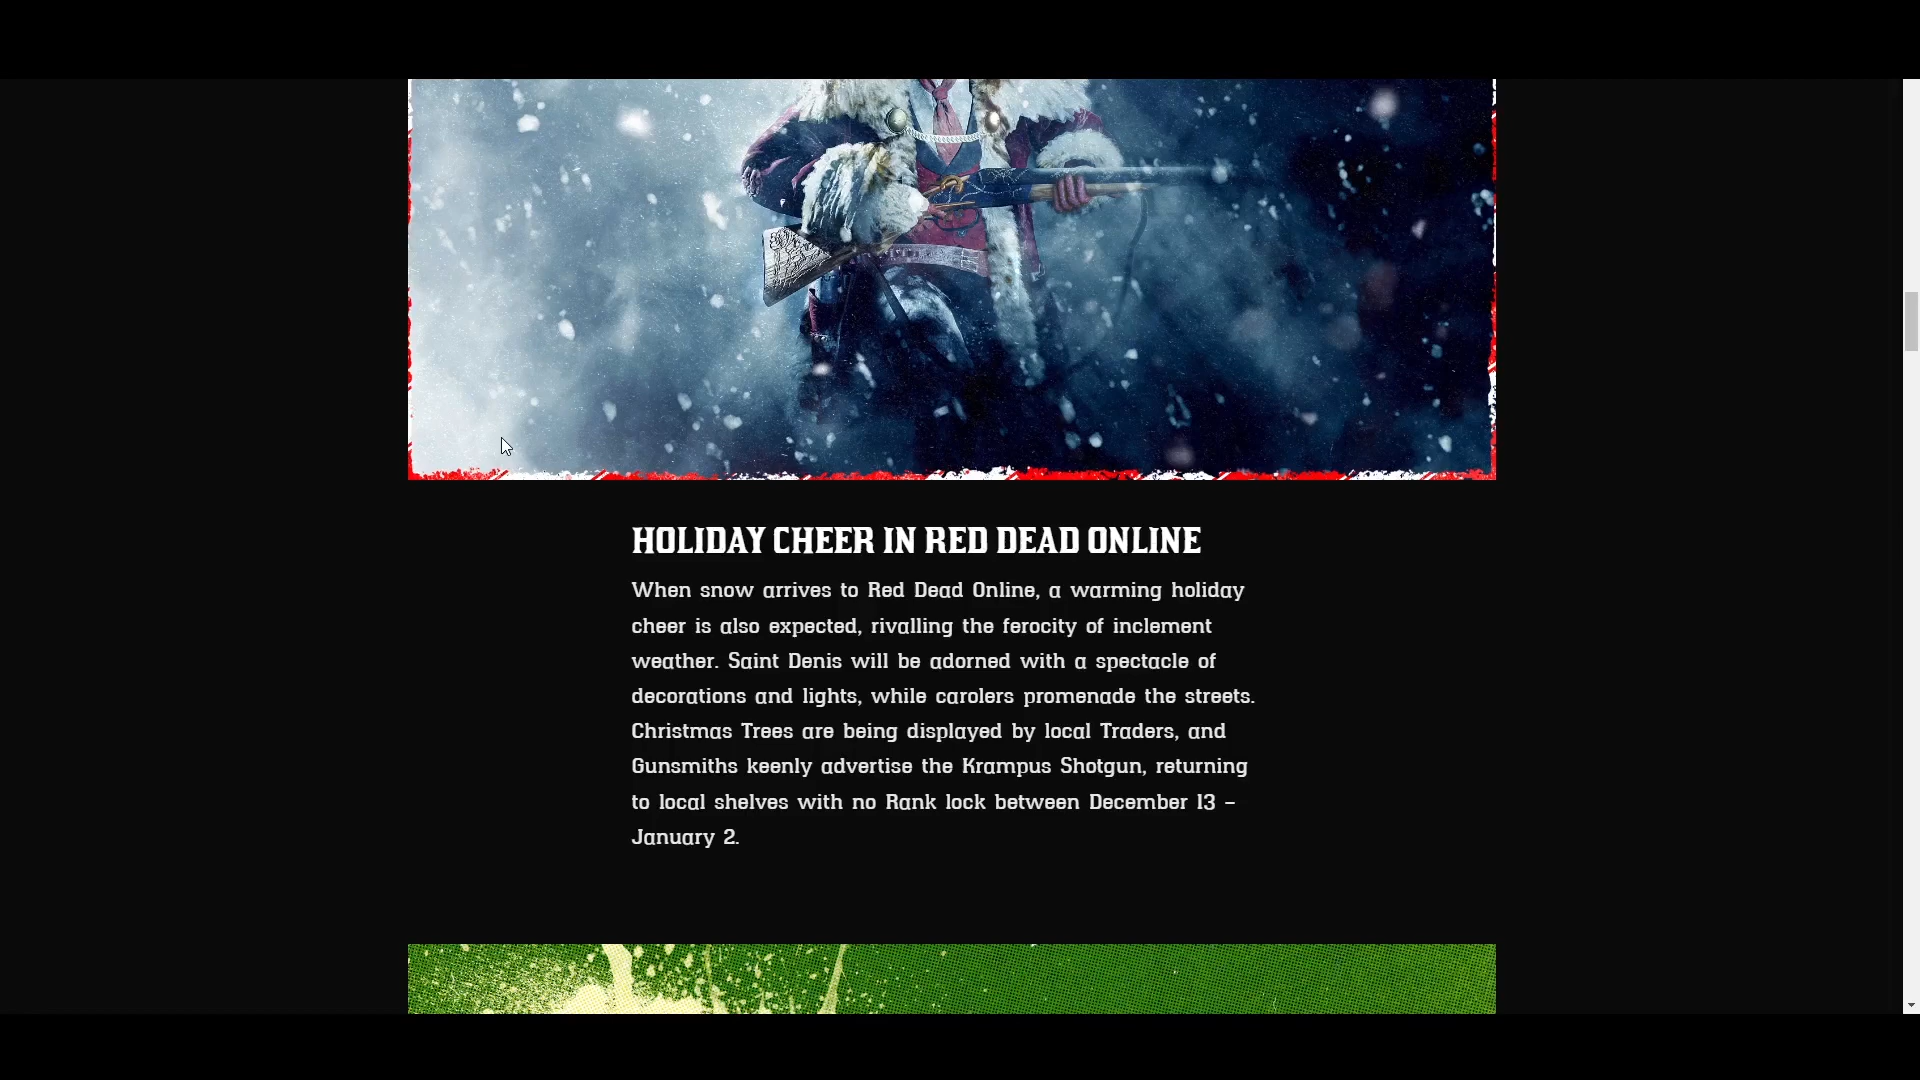 HOLIDAY CHEER IN RED DEAD ONLINE
When snow arrives to Red Dead Online, a warming holiday
cheer is also expected, rivalling the ferocity of inclement
weather. Saint Denis will be adorned with a spectacle of
decorations and lights, while carolers promenade the streets.
Christmas Trees are being displayed by local Traders, and
Gunsmiths keenly advertise the Krampus Shotgun, returning
to local shelves with no Rank lock between December 13 –
January 2.